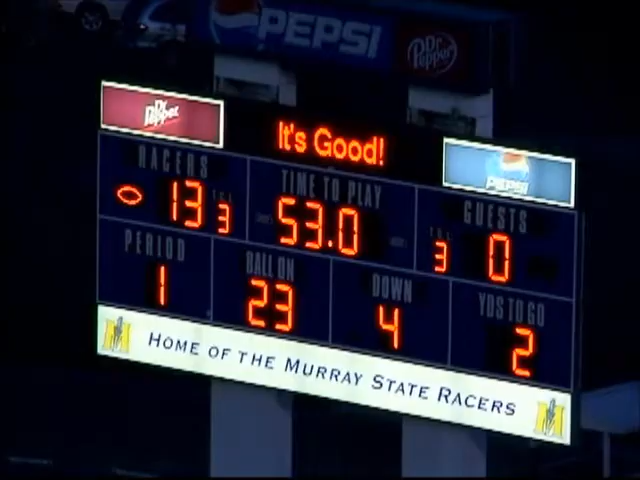 PEPSI
Dr Pepper
Dr Pepper
It's Good!
PEPSI
RACERS
TIME TO PLAY
GUESTS
13 3
53.0
3 0
PERIOD
BALL ON
DOWN
YDS TO GO
1
23
4
2
HOME OF THE MURRAY STATE RACERS